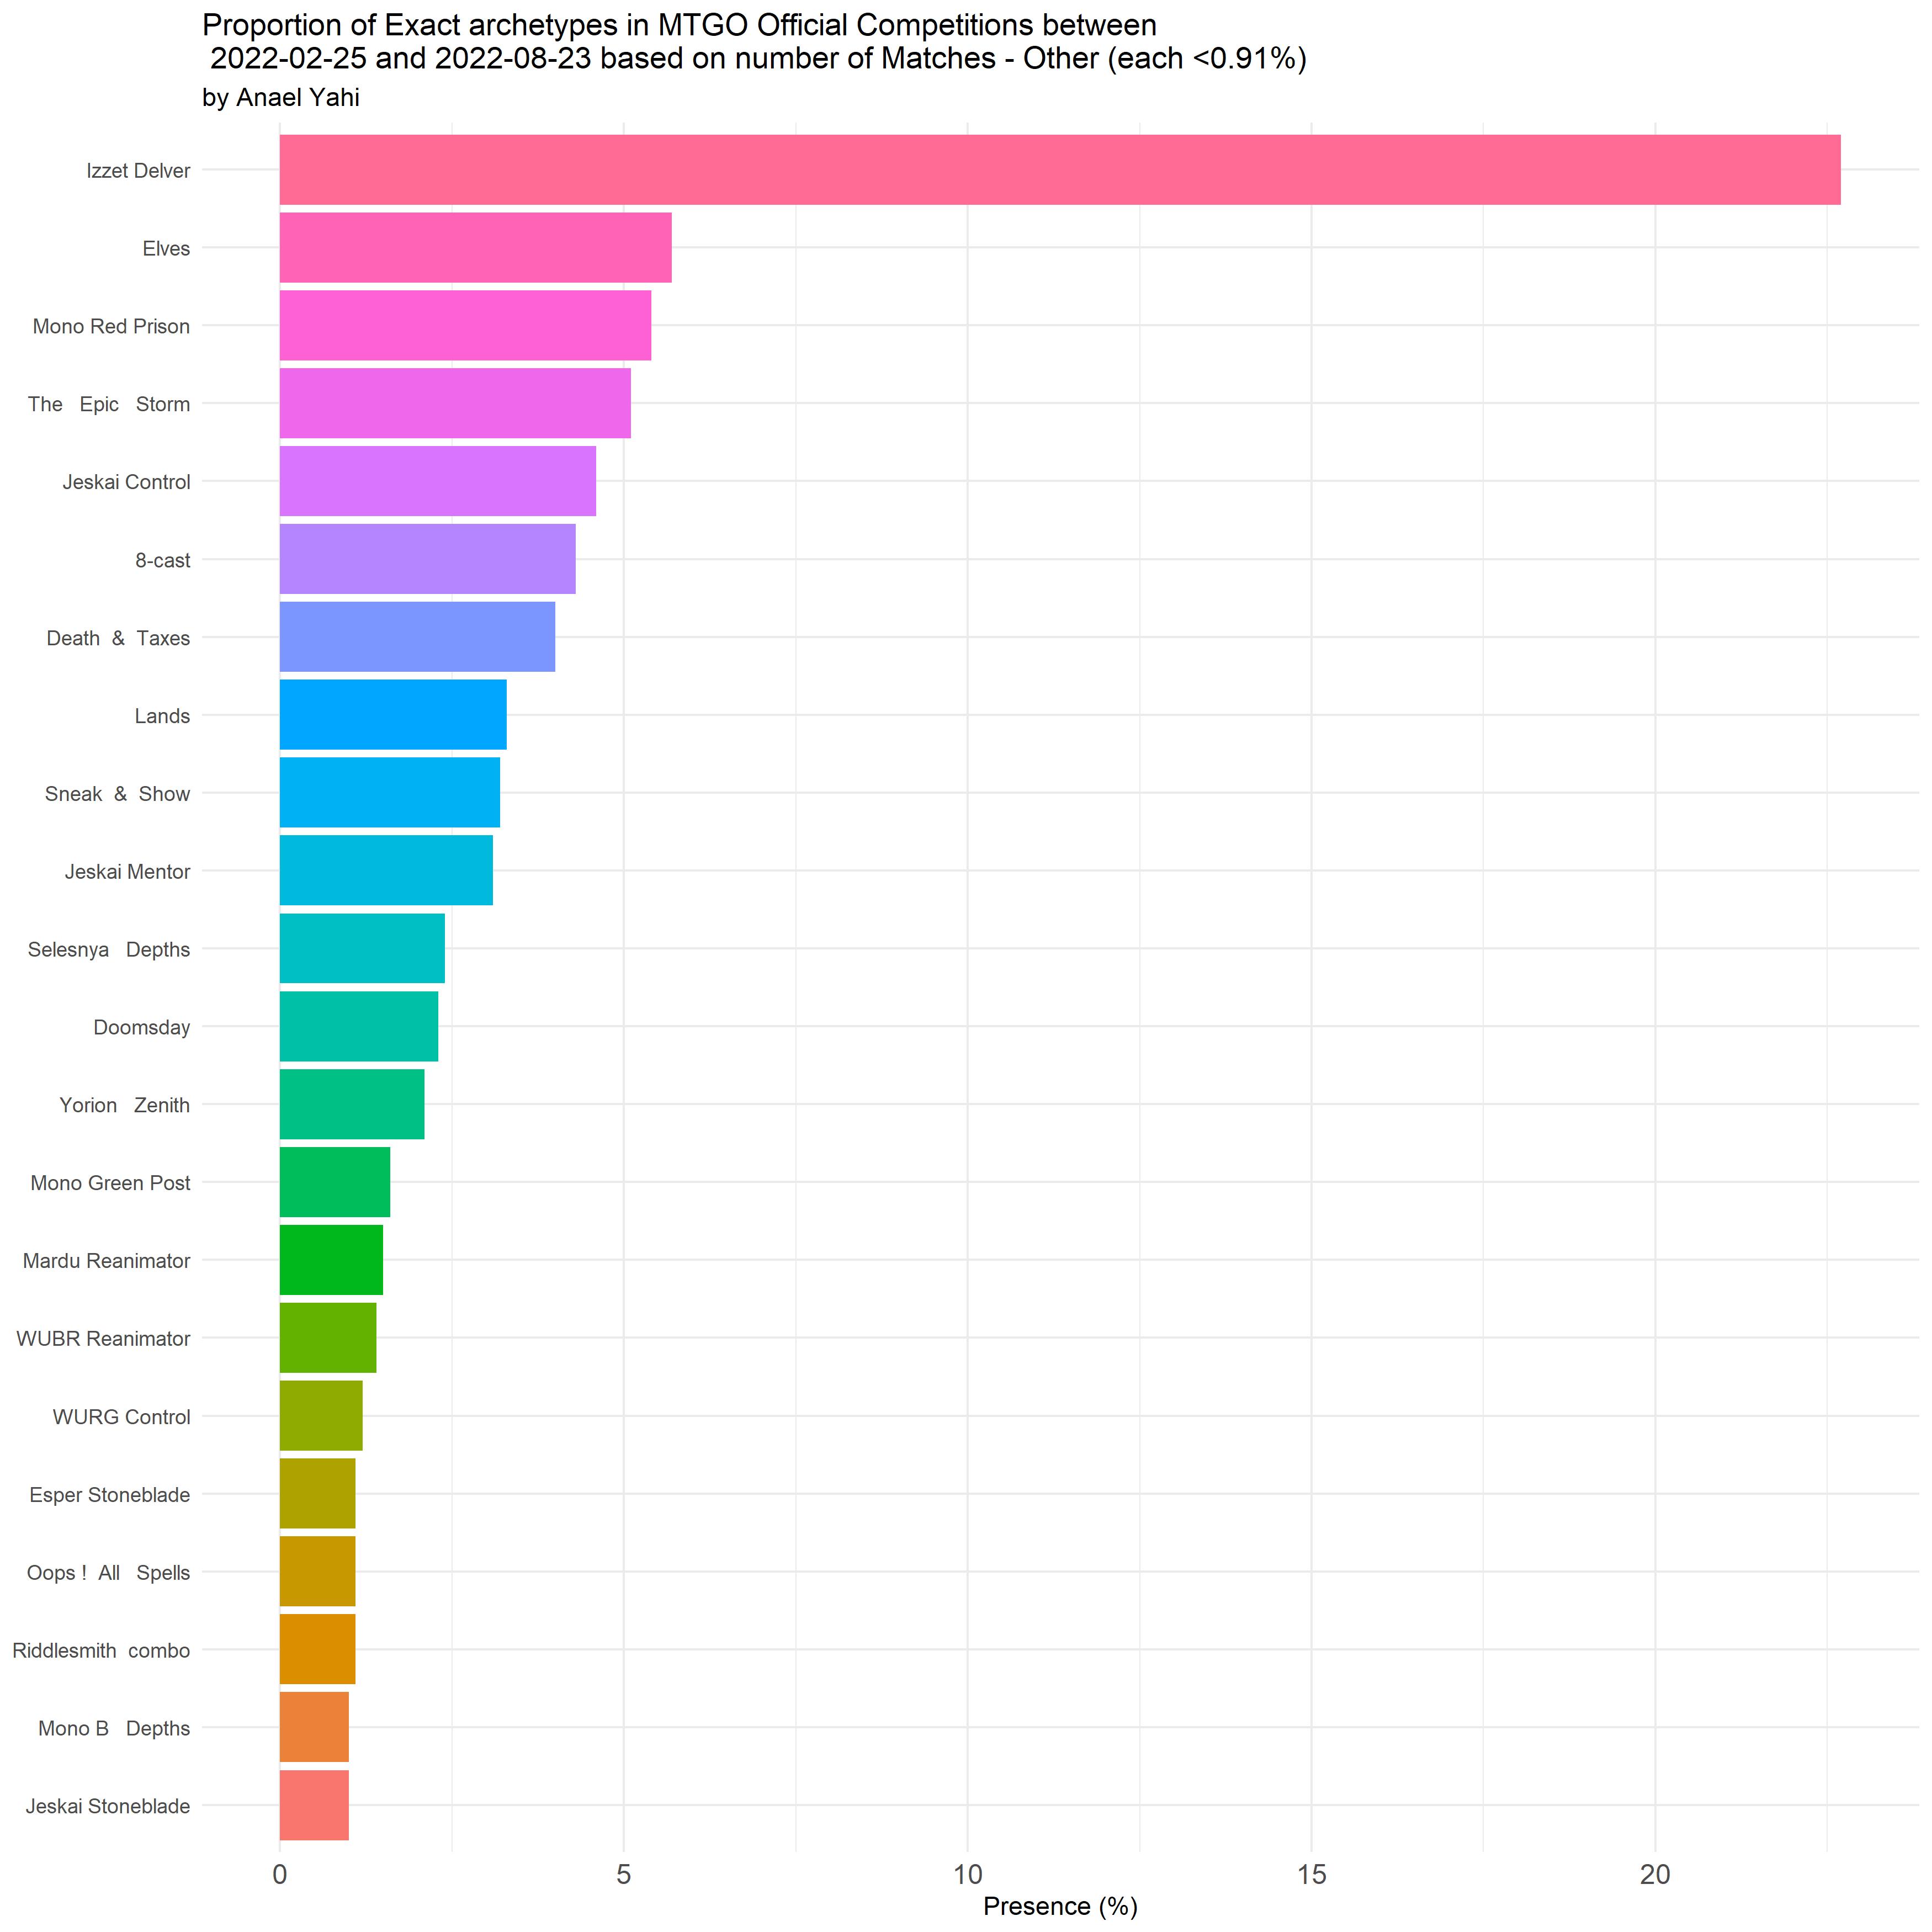 Proportion of Exact archetypes in MTGO Official Competitions between
2022-02-25 and 2022-08-23 based on number of Matches - Other (each <0.91%)
by Anael Yahi
Izzet Delver
Elves
Mono Red Prison
The Epic Storm
Jeskai Control
8-cast
Death & Taxes
Lands
Sneak & Show
Jeskai Mentor
Selesnya Depths
Doomsday
Yorion Zenith
Mono Green Post
Mardu Reanimator
WUBR Reanimator
WURG Control
Esper Stoneblade
Oops ! All Spells
Riddlesmith combo
Mono B Depths
Jeskai Stoneblade
0 5 10 15 20
Presence (%)